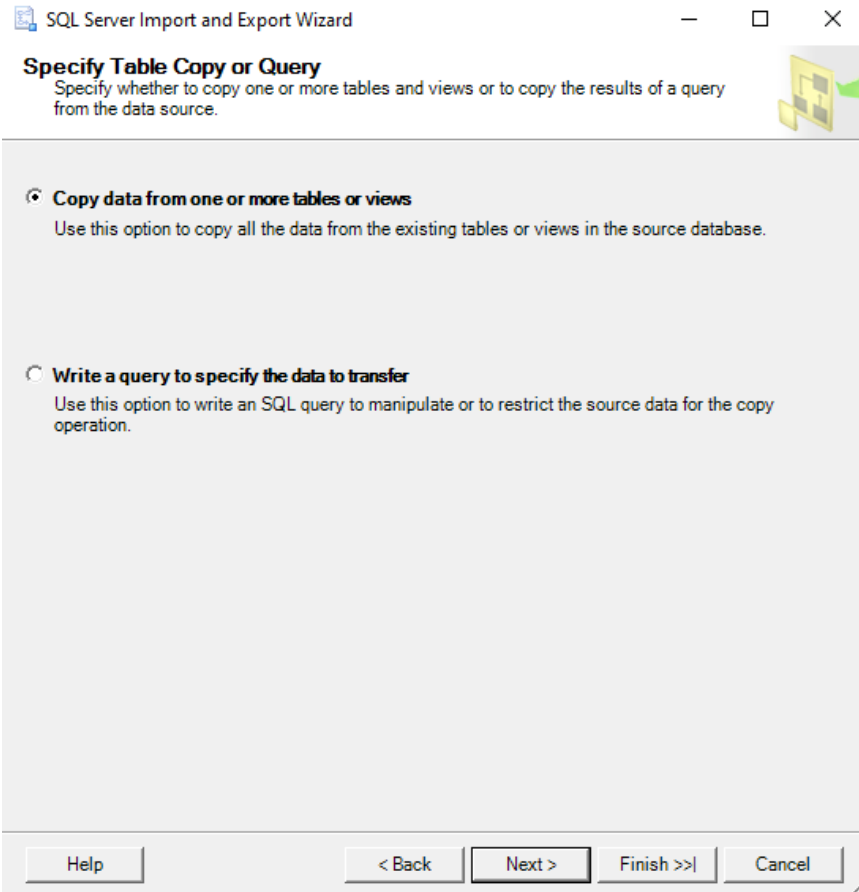 SQL Server Import and Export Wizard
Specify Table Copy or Query
Specify whether to copy one or more tables and views or to copy the results of a query
from the data source.
Copy data from one or more tables or views
Use this option to copy all the data from the existing tables or views in the source database.
Write a query to specify the data to transfer
Use this option to write an SQL query to manipulate or to restrict the source data for the copy
operation.
Help
< Back
Next >
Finish >>|
Cancel